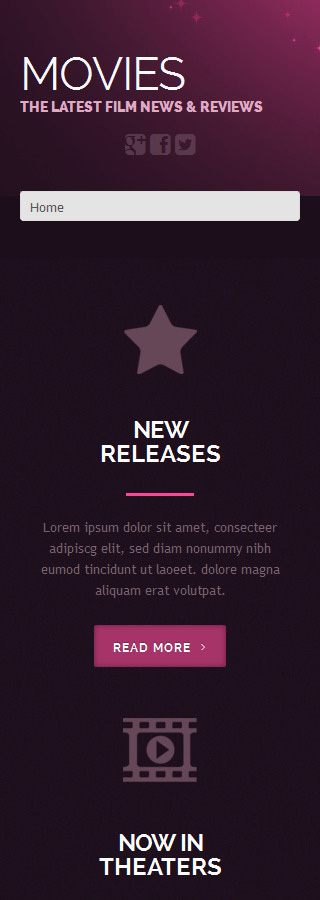 MOVIES
THE LATEST FILM NEWS & REVIEWS
Home
NEW
RELEASES
Lorem ipsum dolor sit amet, consecteer
adipiscg elit, sed diam nonummy nibh
eumod tincidunt ut laoeet. dolore magna
aliquam erat volutpat.
READ MORE
NOW IN
THEATERS